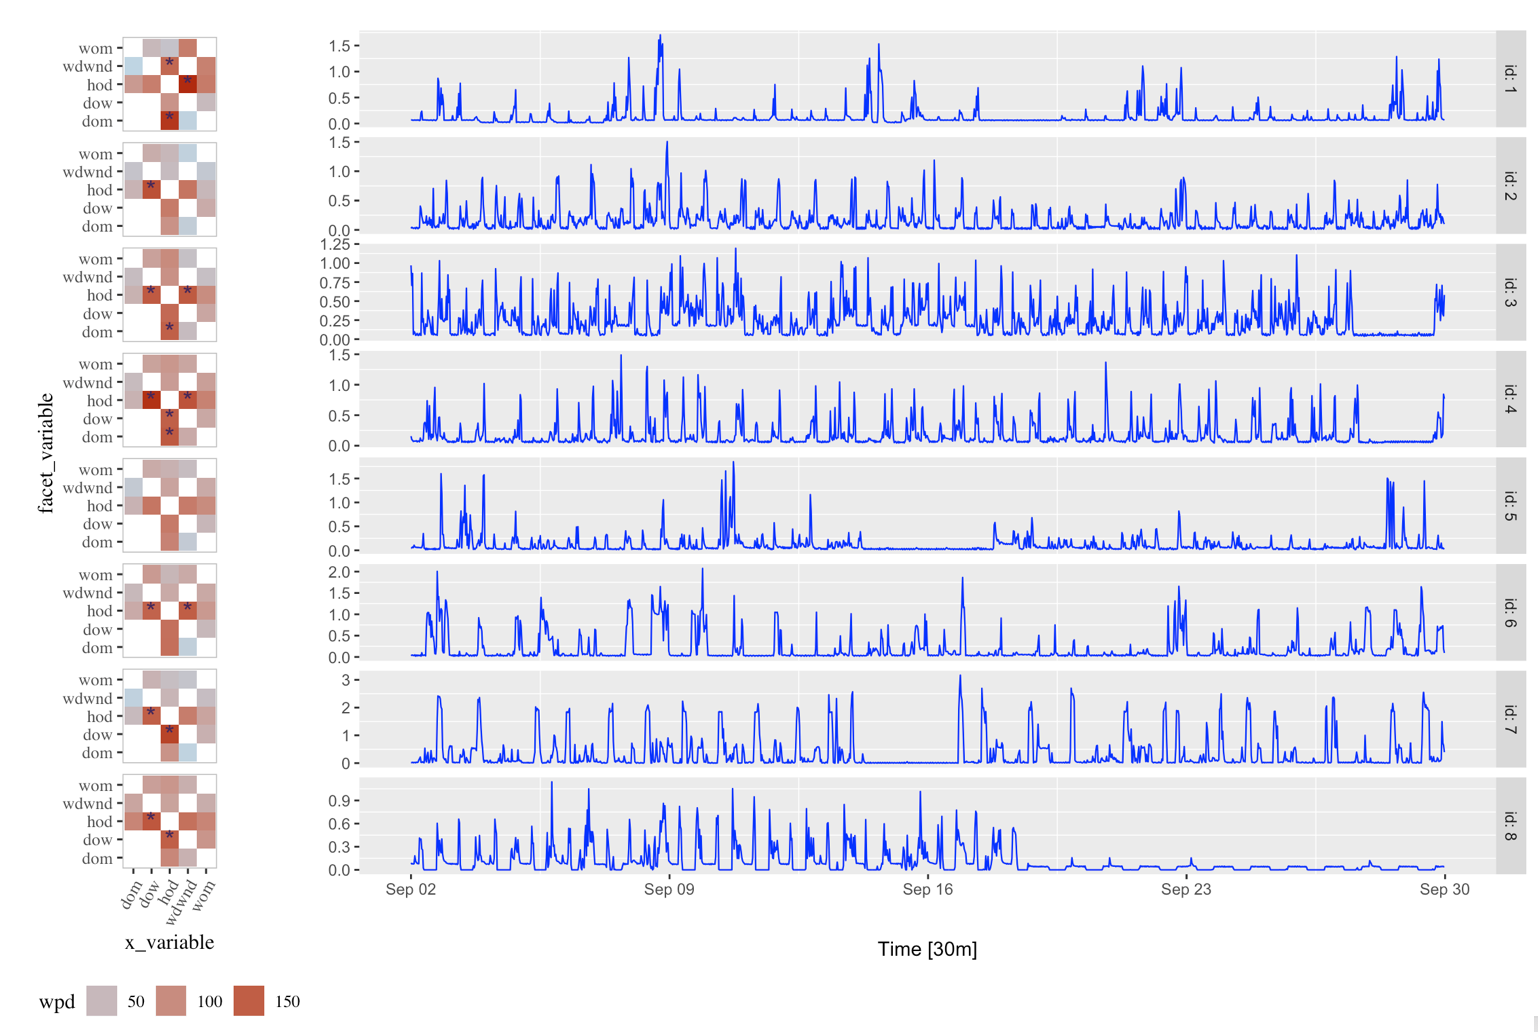 wom
wdwnd * 
hod *
dow
dom *
1.5
1.0
0.5
0.0
id: 1
wom
wdwnd
hod *
dow
dom
1.5
1.0
0.5
0.0
id: 2
wom
wdwnd
hod * *
dow
dom *
1.25
1.00
0.75
0.50
0.25
0.00
id: 3
facet_variable
wom
wdwnd
hod * *
dow *
dom *
1.5
1.0
0.5
0.0
id: 4
wom
wdwnd
hod
dow
dom
1.5
1.0
0.5
0.0
id: 5
wom
wdwnd
hod * *
dow
dom
2.0
1.5
1.0
0.5
0.0
id: 6
wom
wdwnd
hod *
dow *
dom
3
2
1
0
id: 7
wom
wdwnd
hod *
dow *
dom
0.9
0.6
0.3
0.0
id: 8
dom dow hod wdwnd wom
x_variable
Sep 02 Sep 09 Sep 16 Sep 23 Sep 30
Time [30m]
wpd 50 100 150